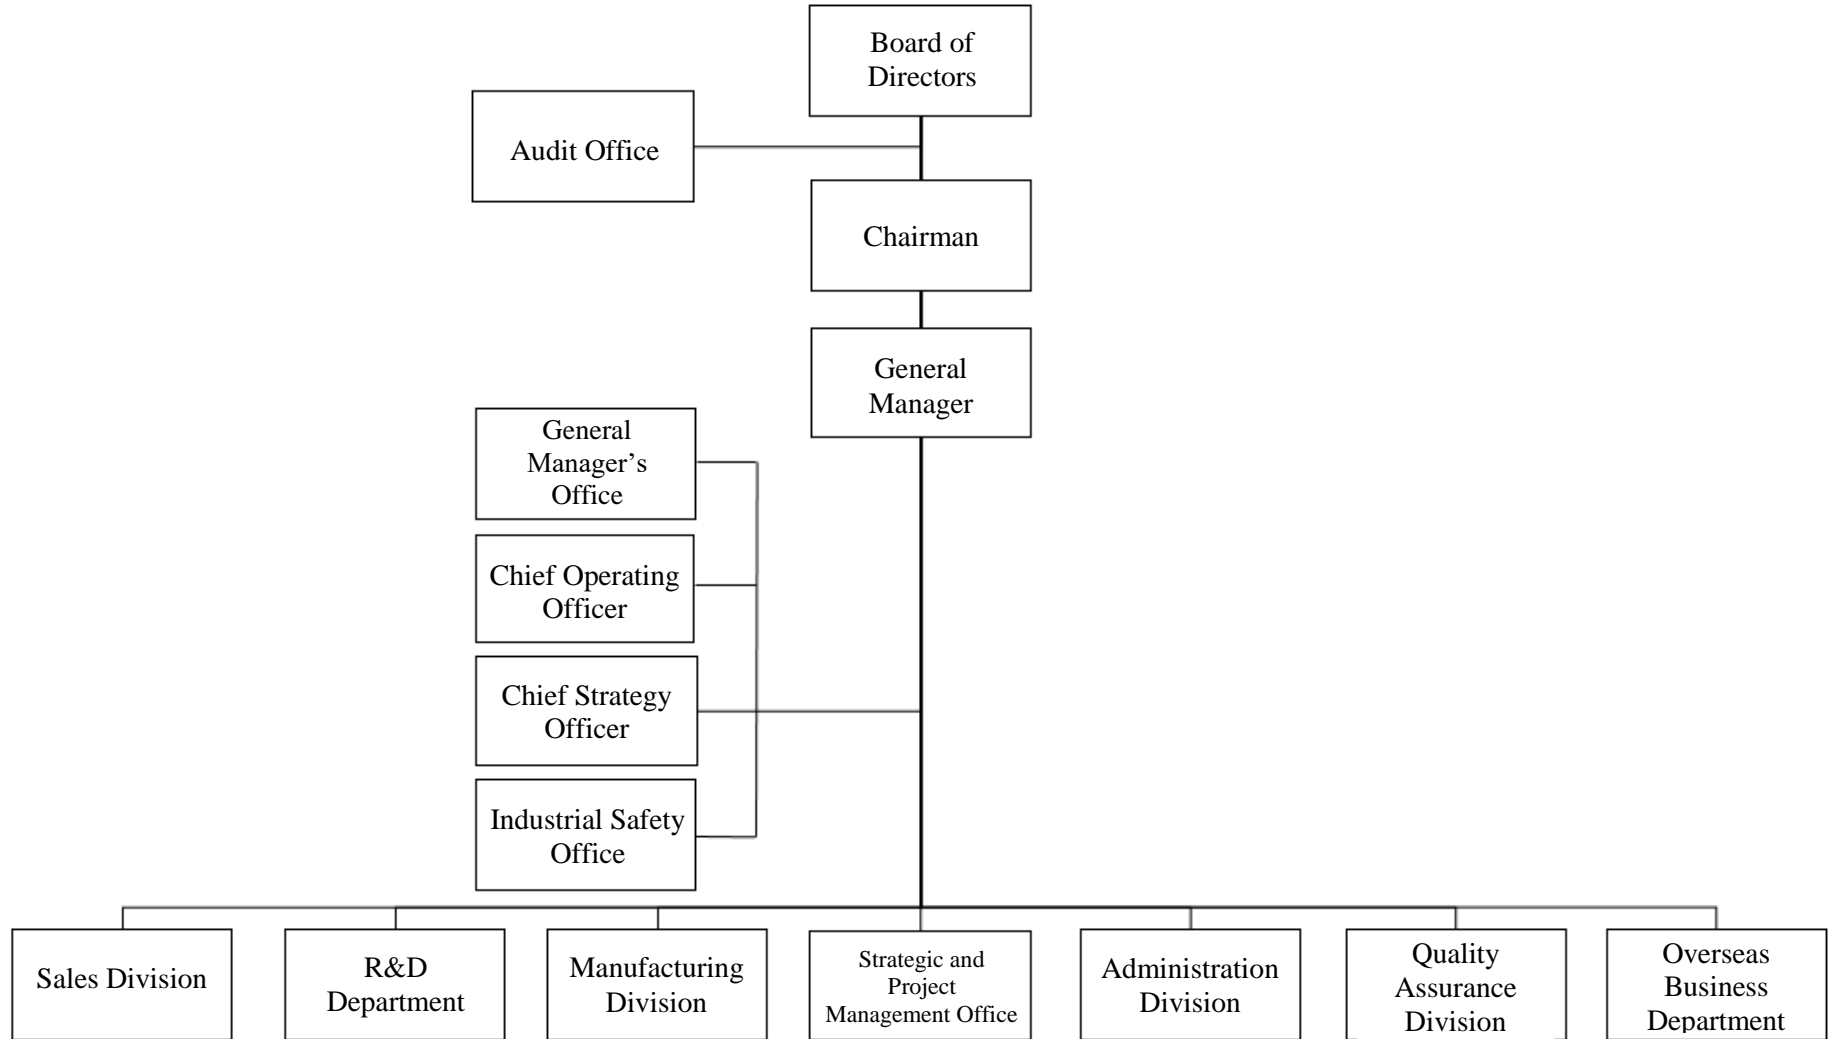 Board of
Directors
Audit Office
Chairman
General
Manager
General
Manager’s
Office
Chief Operating
Officer
Chief Strategy
Officer
Industrial Safety
Office
Sales Division
R&D
Department
Manufacturing
Division
Strategic and
Project
Management Office
Administration
Division
Quality
Assurance
Division
Overseas
Business
Department